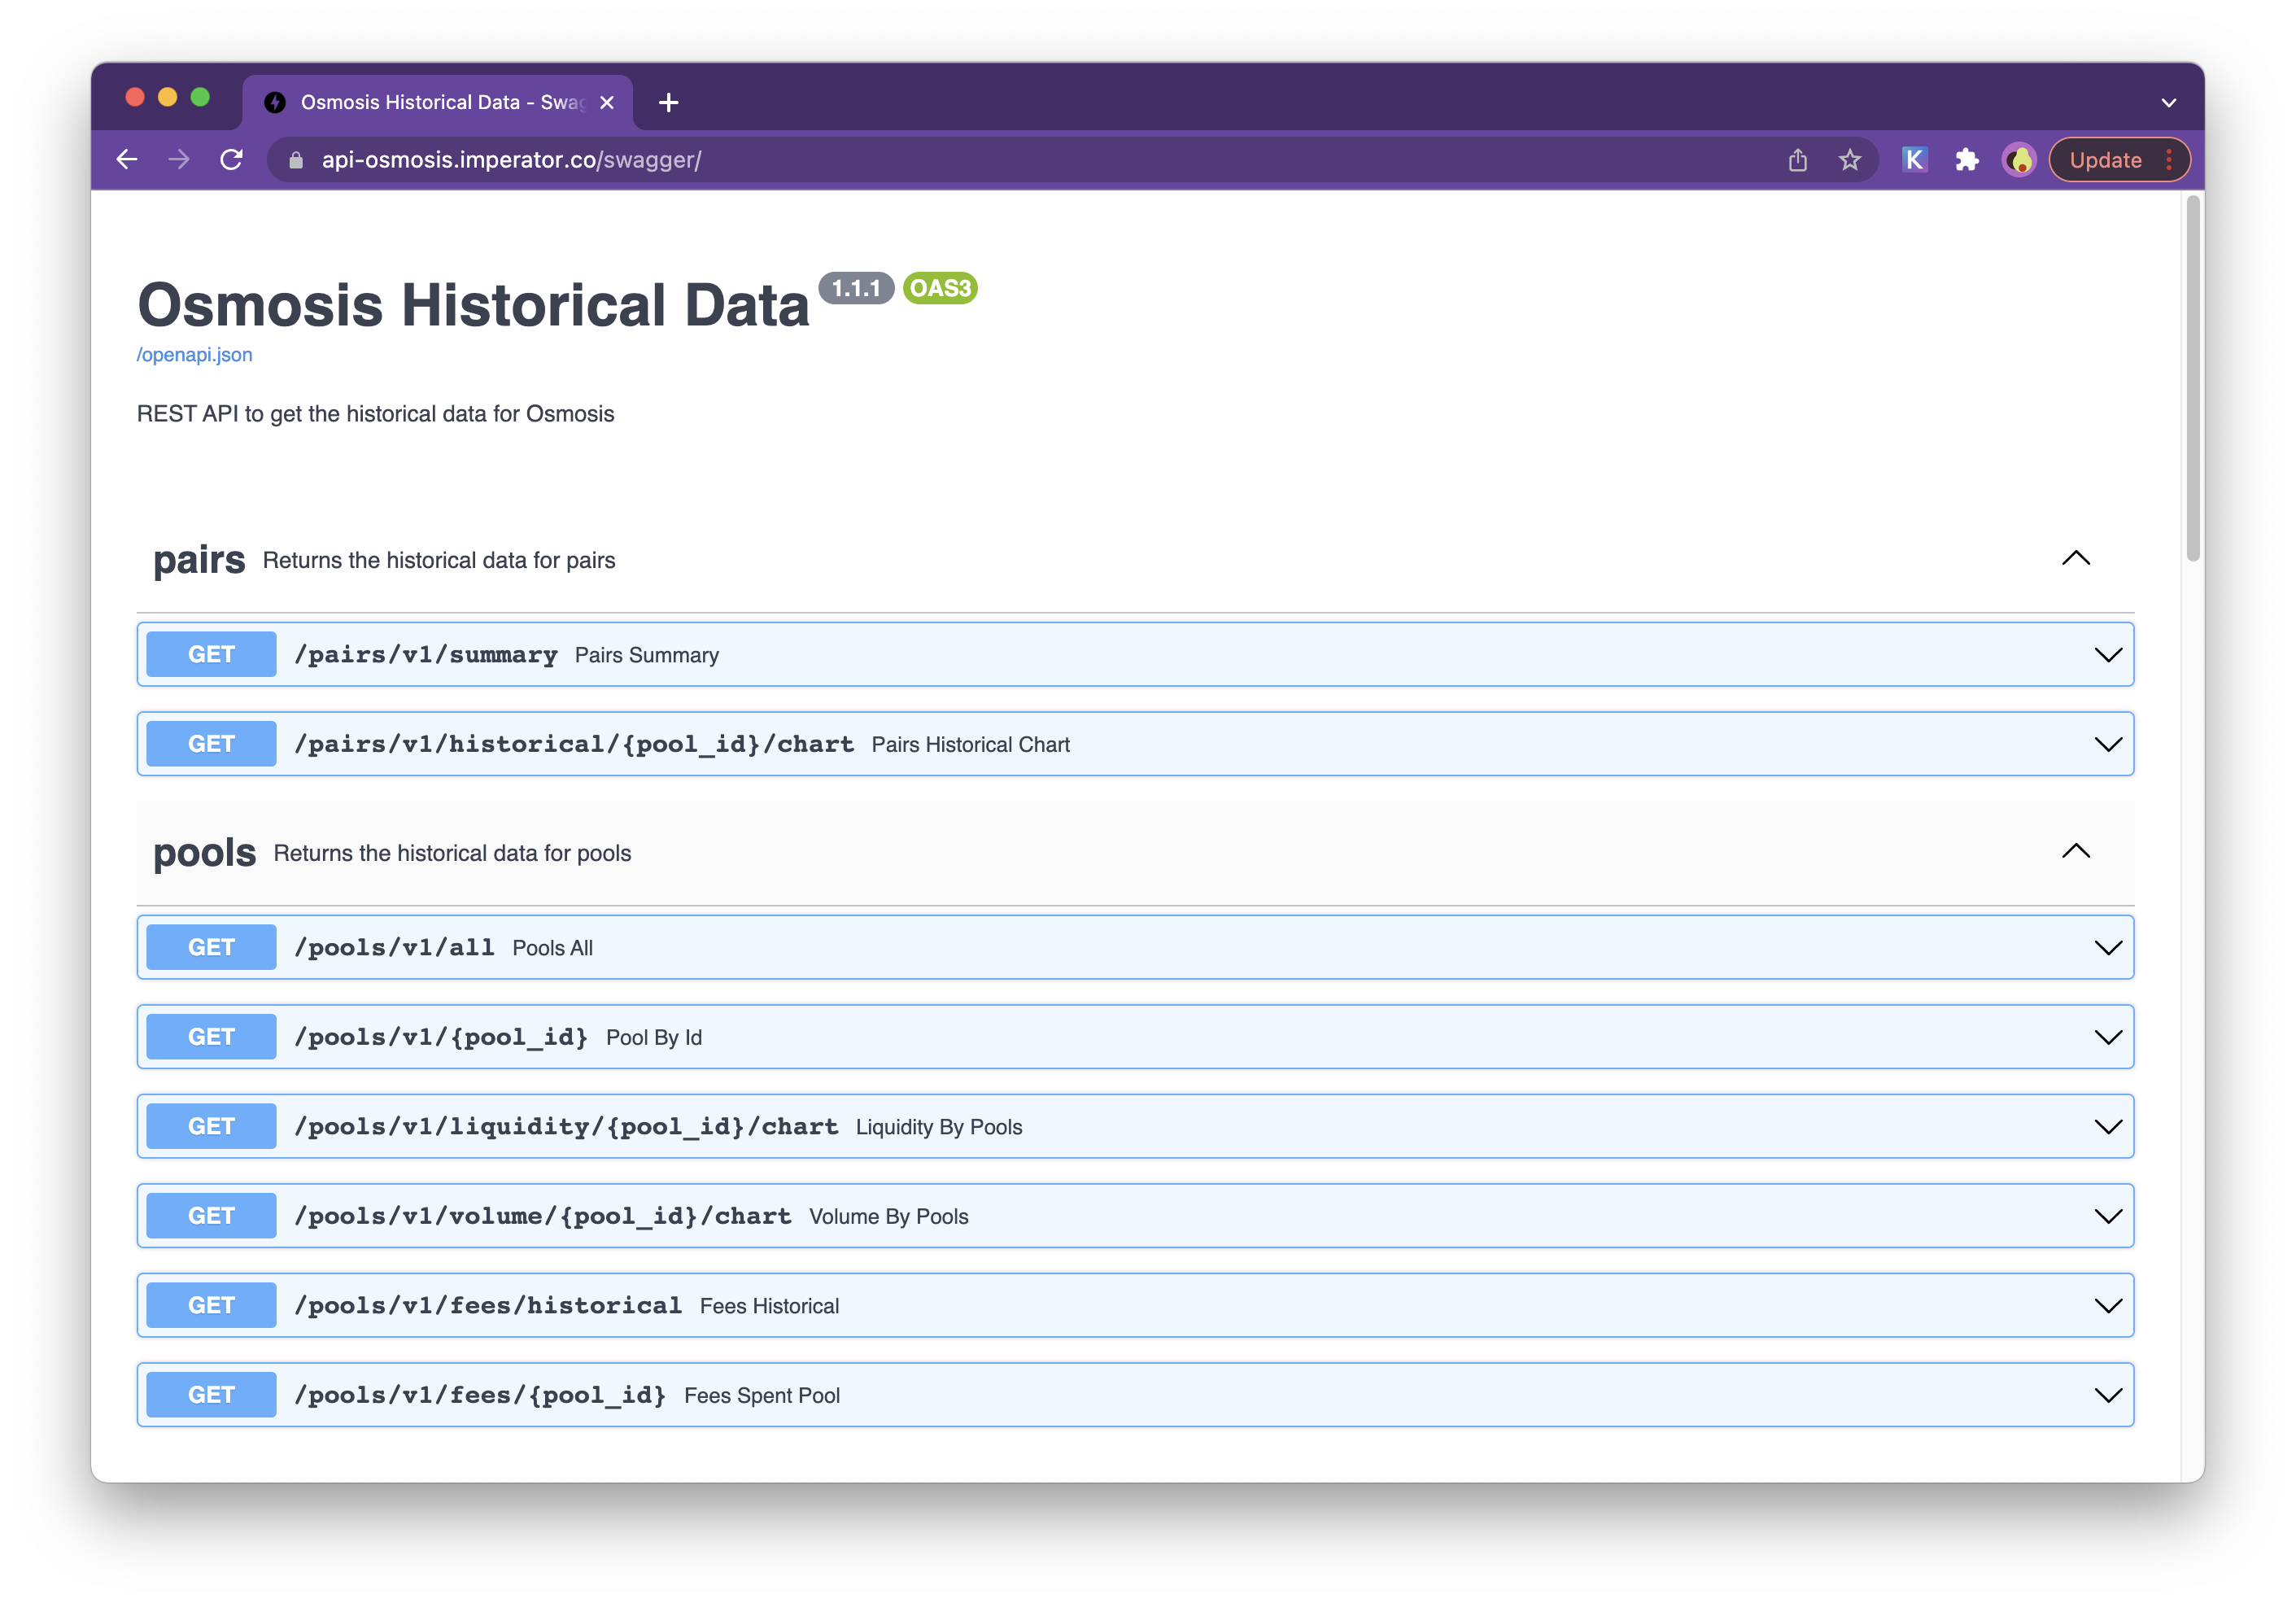 Osmosis Historical Data - Swag
api-osmosis.imperator.co/swagger/
K
Update
Osmosis Historical Data 1.1.1 OAS3
/openapi.json
REST API to get the historical data for Osmosis
pairs Returns the historical data for pairs
GET /pairs/v1/summary Pairs Summary
GET /pairs/v1/historical/{pool_id}/chart Pairs Historical Chart
pools Returns the historical data for pools
GET /pools/v1/all Pools All
GET /pools/v1/{pool_id} Pool By Id
GET /pools/v1/liquidity/{pool_id}/chart Liquidity By Pools
GET /pools/v1/volume/{pool_id}/chart Volume By Pools
GET /pools/v1/fees/historical Fees Historical
GET /pools/v1/fees/{pool_id} Fees Spent Pool